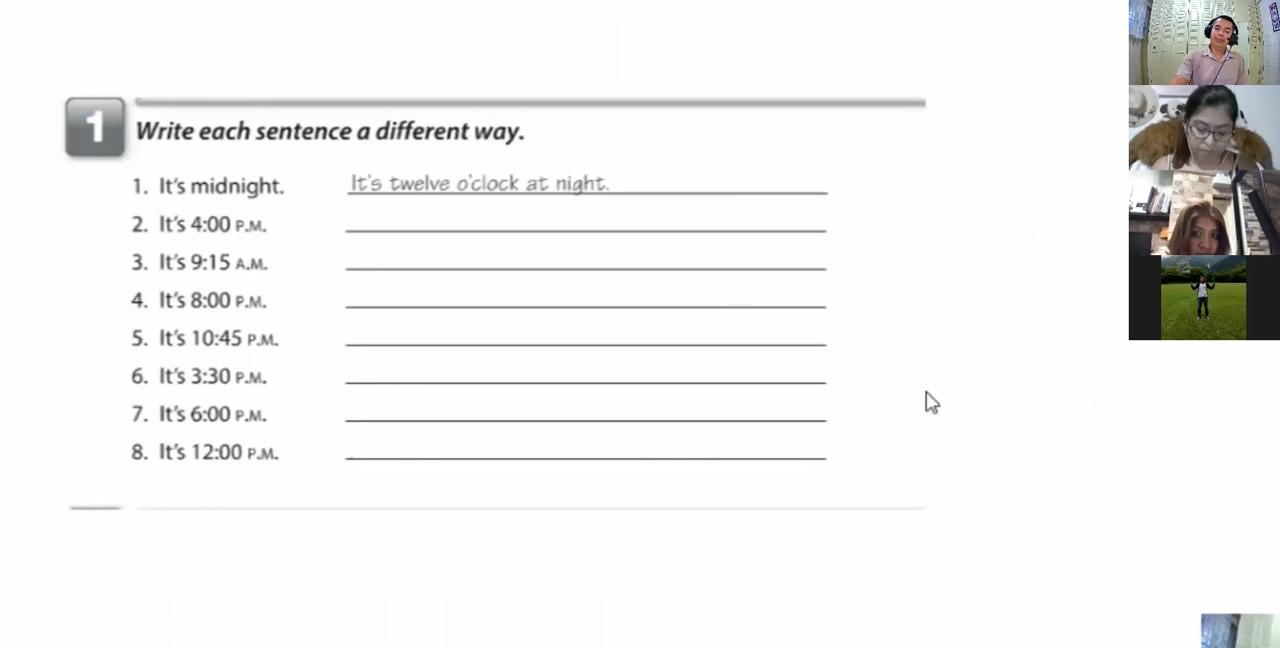 1
Write each sentence a different way.
1. It's midnight. It's twelve o'clock at night.
2. It's 4:00 P.M.
3. It's 9:15 A.M.
4. It's 8:00 P.M.
5. It's 10:45 P.M.
6. It's 3:30 P.M.
7. It's 6:00 P.M.
8. It's 12:00 P.M.